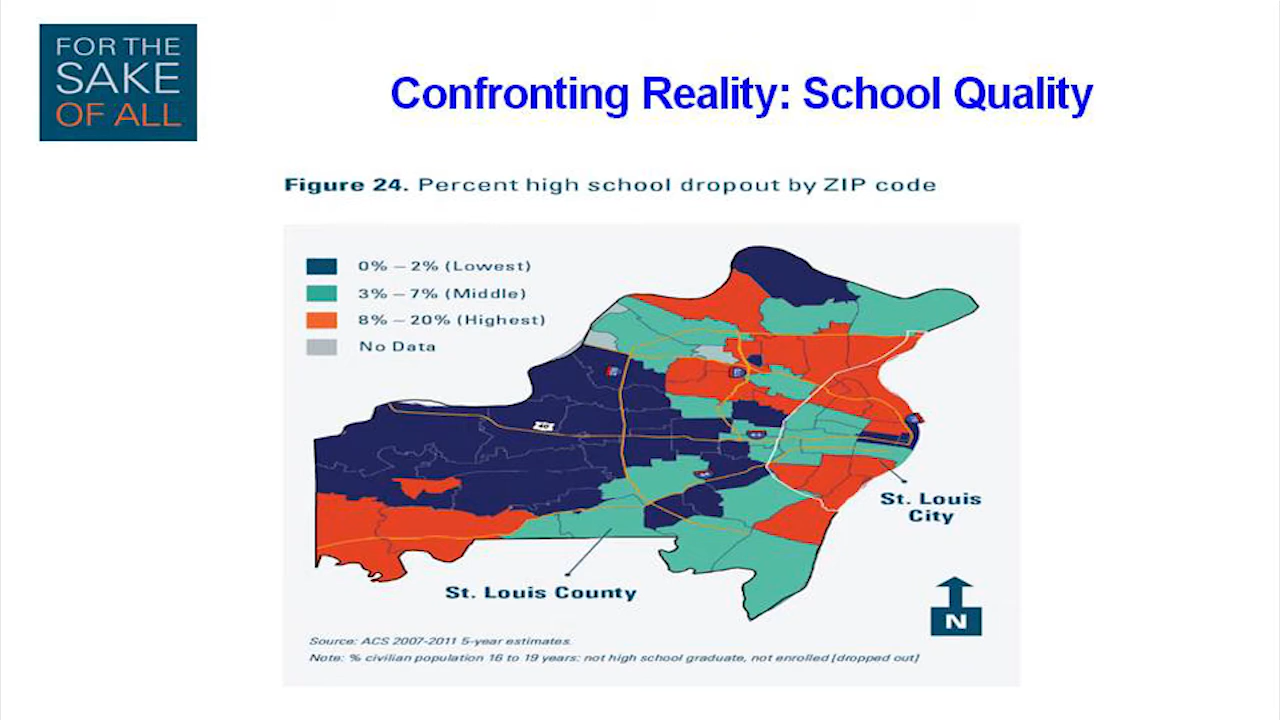 FOR THE
SAKE
OF ALL
Confronting Reality: School Quality
Figure 24. Percent high school dropout by ZIP code
0% – 2% (Lowest)
3% – 7% (Middle)
8% – 20% (Highest)
No Data
40
St. Louis
City
St. Louis County
N
Source: ACS 2007-2011 5-year estimates.
Note: % civilian population 16 to 19 years: not high school graduate, not enrolled [dropped out]